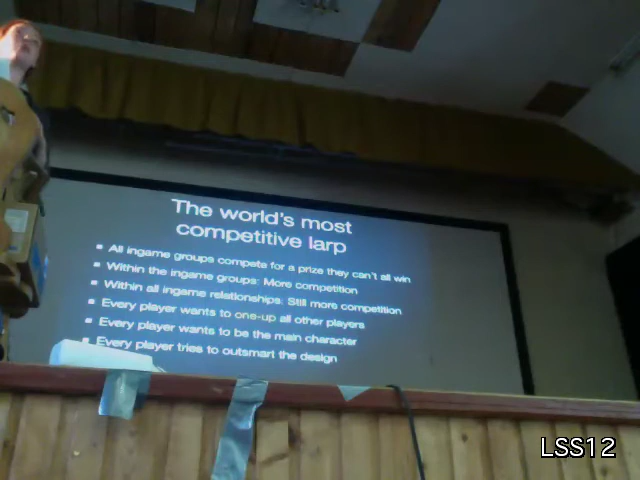 The world's most
competitive larp
All ingame groups compete for a prize they can't all win
Within the ingame groups: More competition
Within all ingame relationships: Still more competition
Every player wants to one-up all other players
Every player wants to be the main character
Every player tries to outsmart the design
LSS12